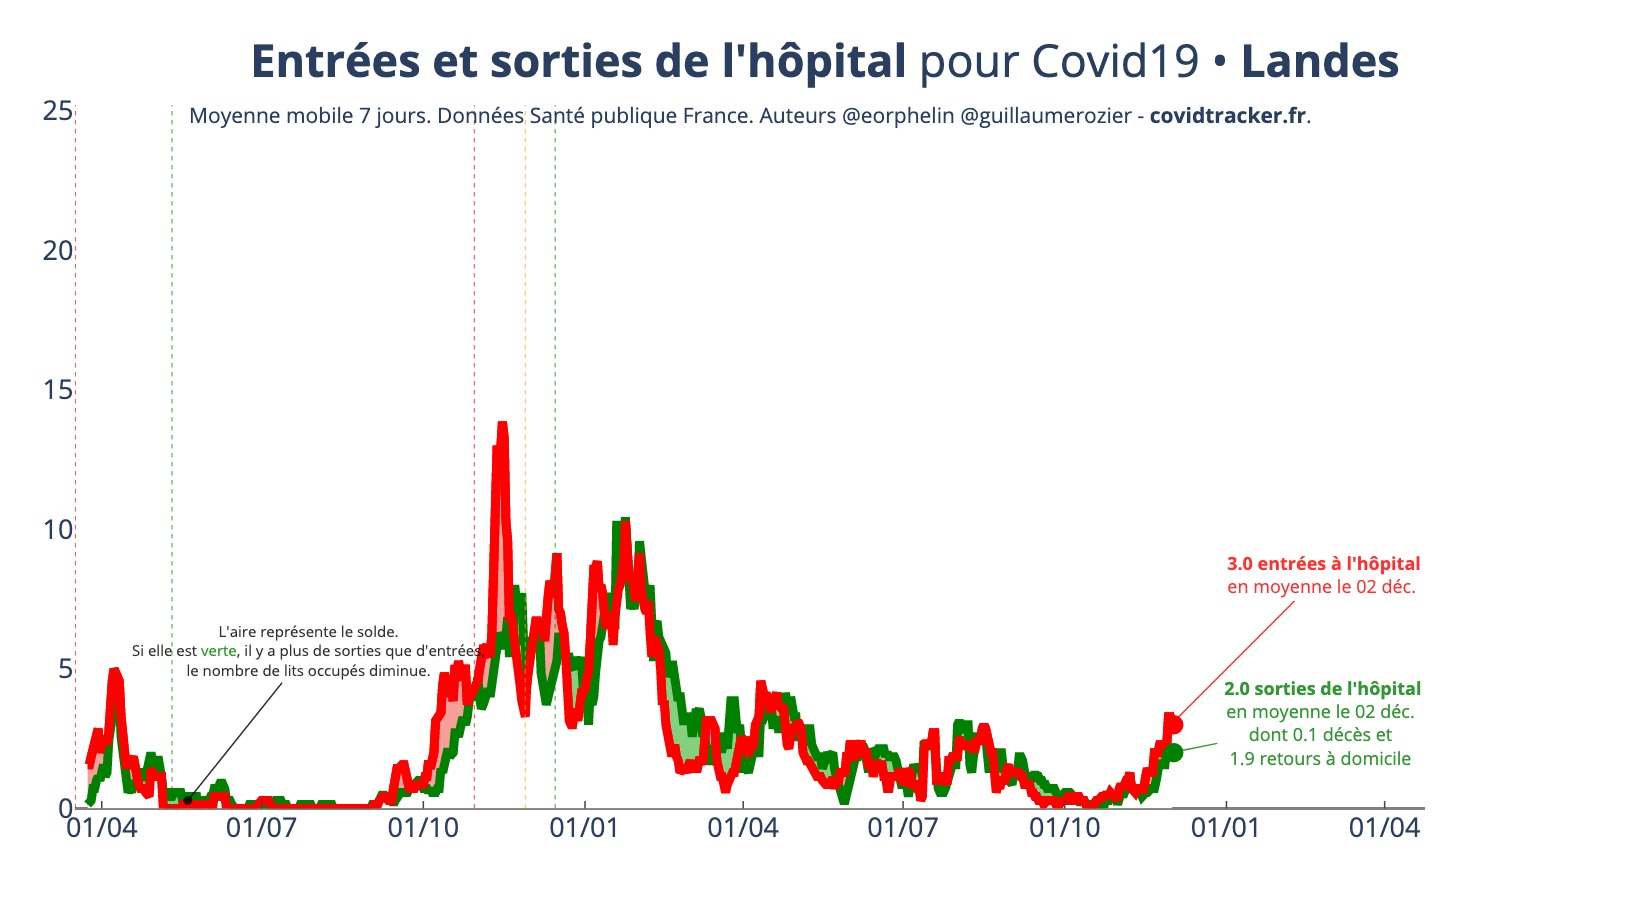 Entrées et sorties de l'hôpital pour Covid19 • Landes
Moyenne mobile 7 jours. Données Santé publique France. Auteurs @eorphelin @guillaumerozier - covidtracker.fr.
25
20
15
10
5
0
L'aire représente le solde.
Si elle est verte, il y a plus de sorties que d'entrées,
le nombre de lits occupés diminue.
3.0 entrées à l'hôpital
en moyenne le 02 déc.
2.0 sorties de l'hôpital
en moyenne le 02 déc.
dont 0.1 décès et
1.9 retours à domicile
01/04 01/07 01/10 01/01 01/04 01/07 01/10 01/01 01/04